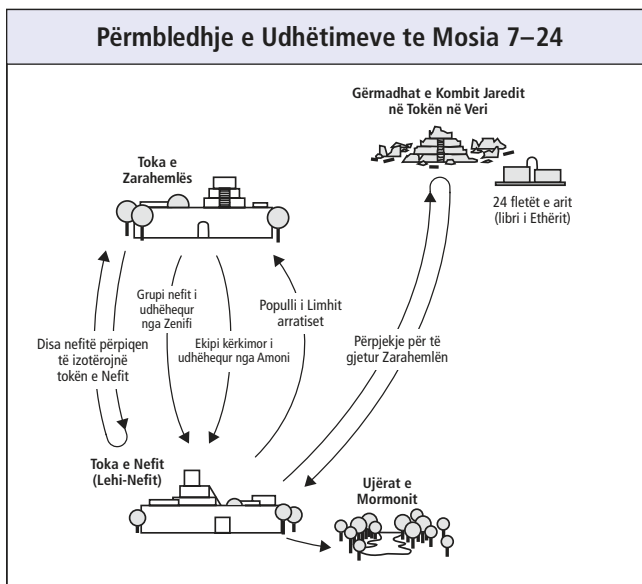 Përmbledhje e Udhëtimeve te Mosia 7–24
Gërmadhat e Kombit Jaredit
në Tokën në Veri
Toka e
Zarahemlës
24 fletët e arit
(libri i Ethërit)
Grupi nefit i
udhëhequr
nga Zenifi
Populli i Limhit
arratiset
Disa nefitë përpiqen
të izotërojnë
tokën e Nefit
Ekipi kërkimor i
udhëhequr nga Amoni
Përpjekje për të
gjetur Zarahemlën
Toka e Nefit
(Lehi-Nefit)
Ujërat e
Mormonit